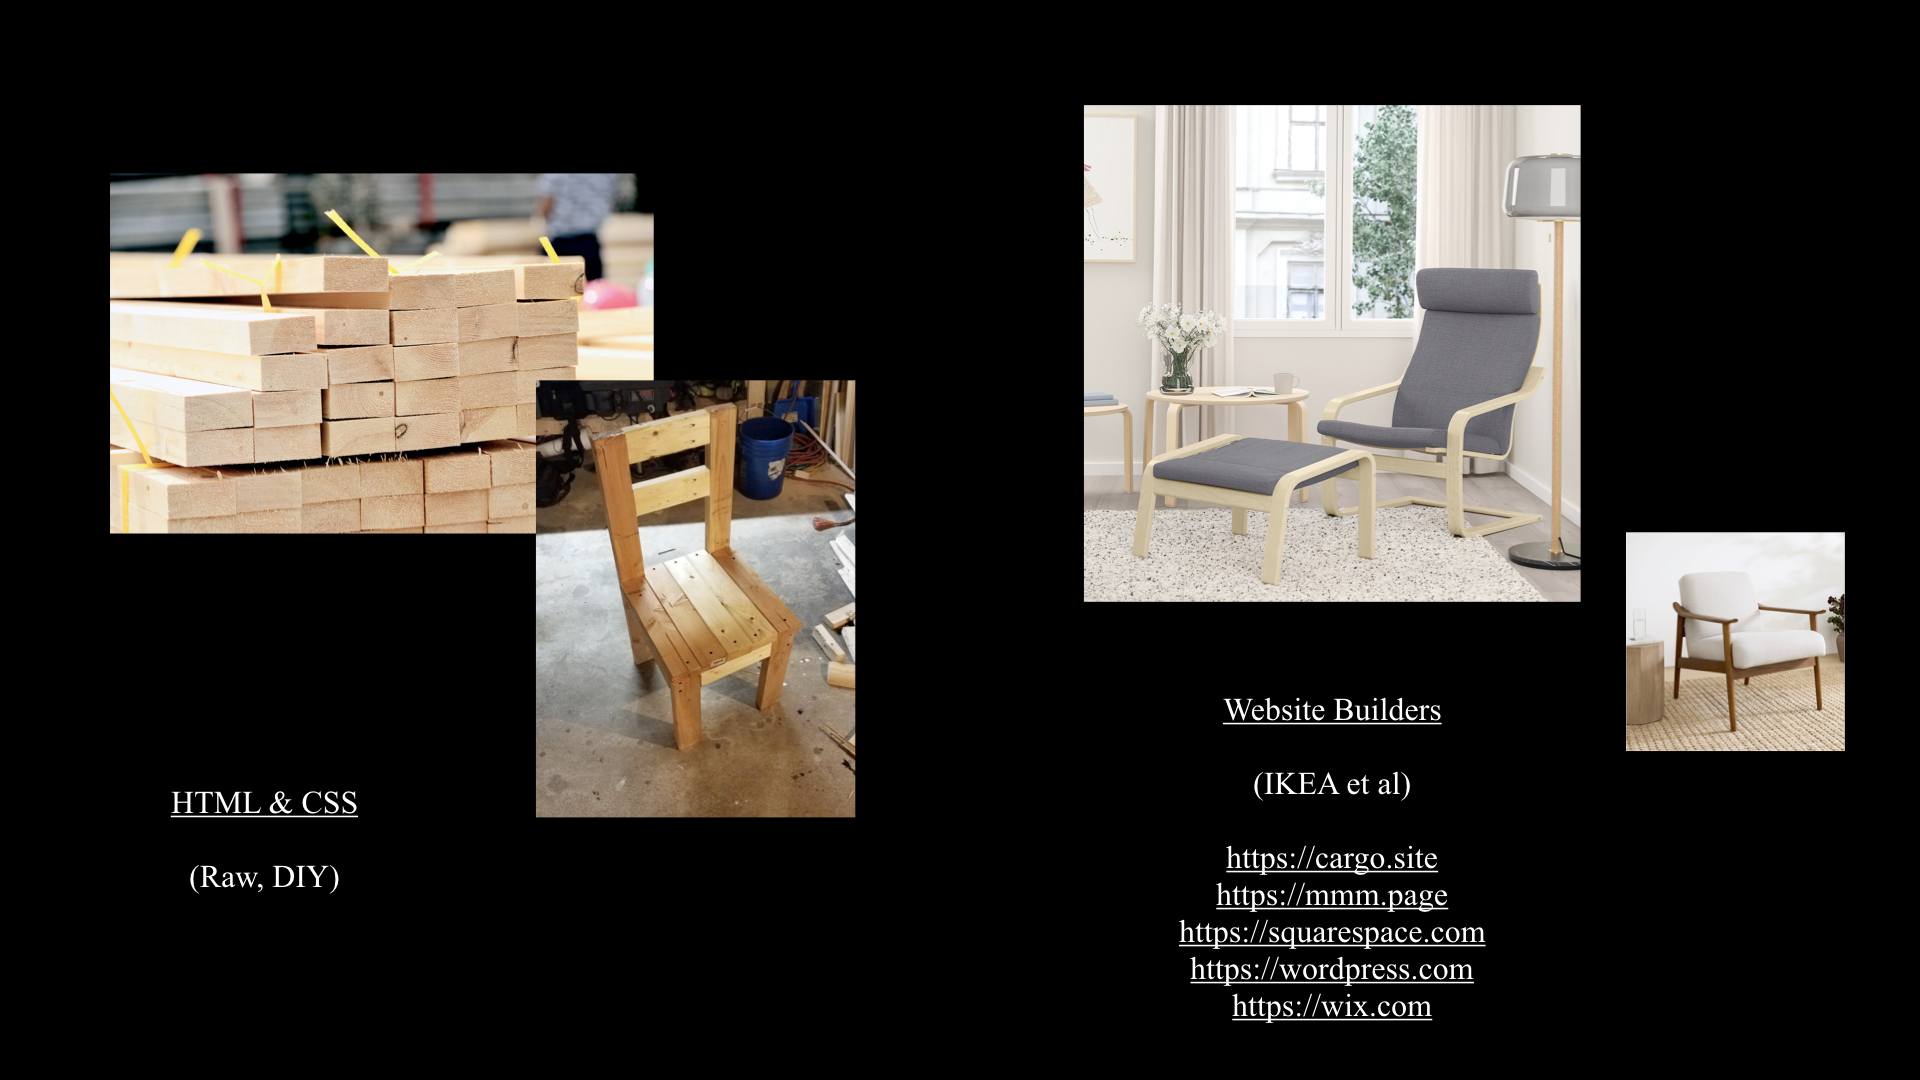 HTML & CSS
(Raw, DIY)
Website Builders
(IKEA et al)
https://cargo.site
https://mmm.page
https://squarespace.com
https://wordpress.com
https://wix.com